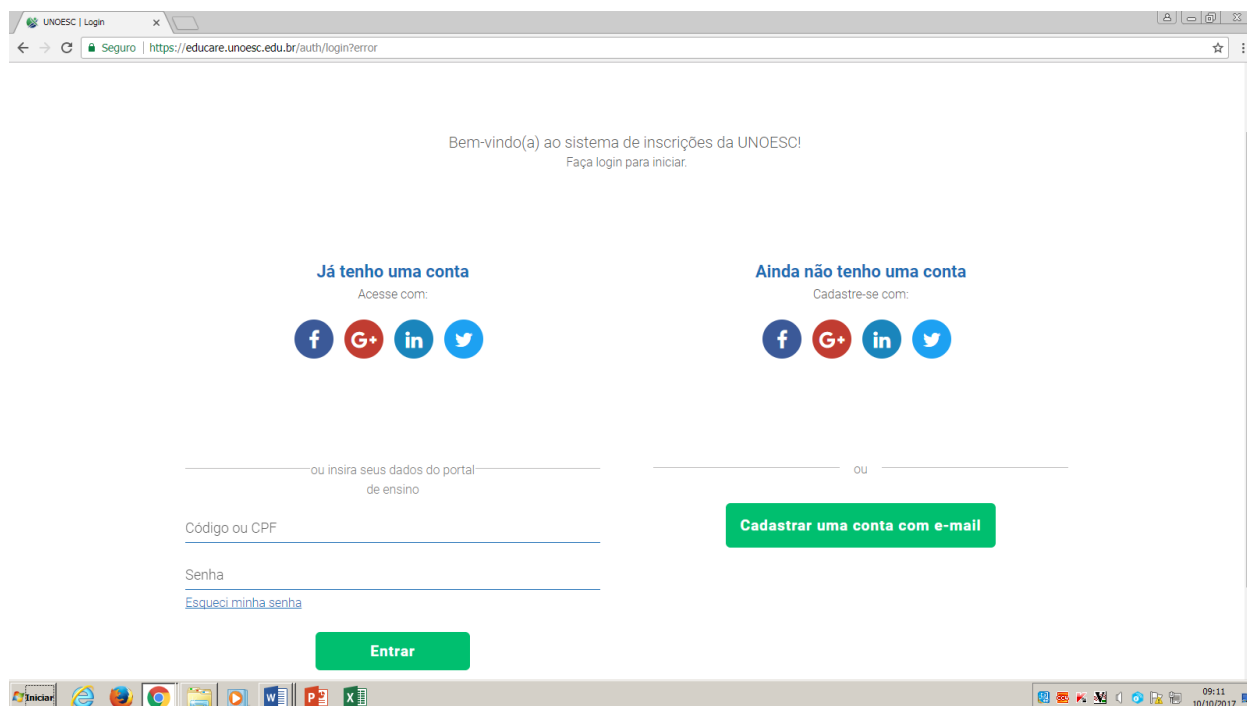 UNOESC | Login
Seguro | https://educare.unoesc.edu.br/auth/login?error
Bem-vindo(a) ao sistema de inscrições da UNOESC!
Faça login para iniciar.
Já tenho uma conta
Acesse com:
f G+ in
ou insira seus dados do portal
de ensino
Código ou CPF
Senha
Esqueci minha senha
Entrar
Ainda não tenho uma conta
Cadastre-se com:
f G+ in
ou
Cadastrar uma conta com e-mail
Iniciar
09:11
10/10/2017